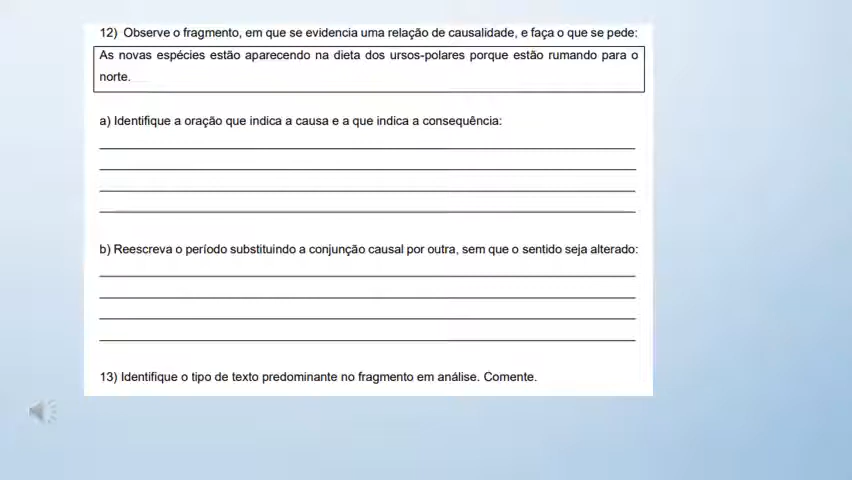 12) Observe o fragmento, em que se evidencia uma relação de causalidade, e faça o que se pede:
As novas espécies estão aparecendo na dieta dos ursos-polares porque estão rumando para o
norte.
a) Identifique a oração que indica a causa e a que indica a consequência:
b) Reescreva o período substituindo a conjunção causal por outra, sem que o sentido seja alterado:
13) Identifique o tipo de texto predominante no fragmento em análise. Comente.